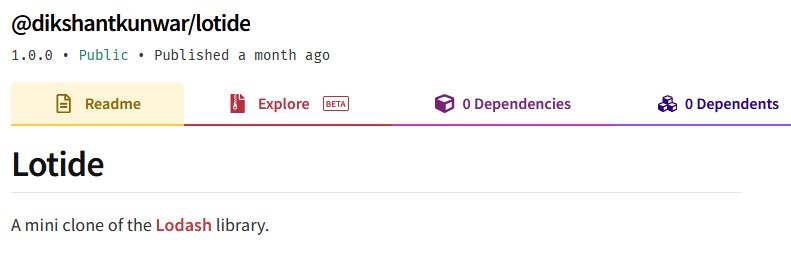 @dikshantkunwar/lotide
1.0.0 • Public • Published a month ago
Readme Explore BETA 0 Dependencies 0 Dependents
Lotide
A mini clone of the Lodash library.